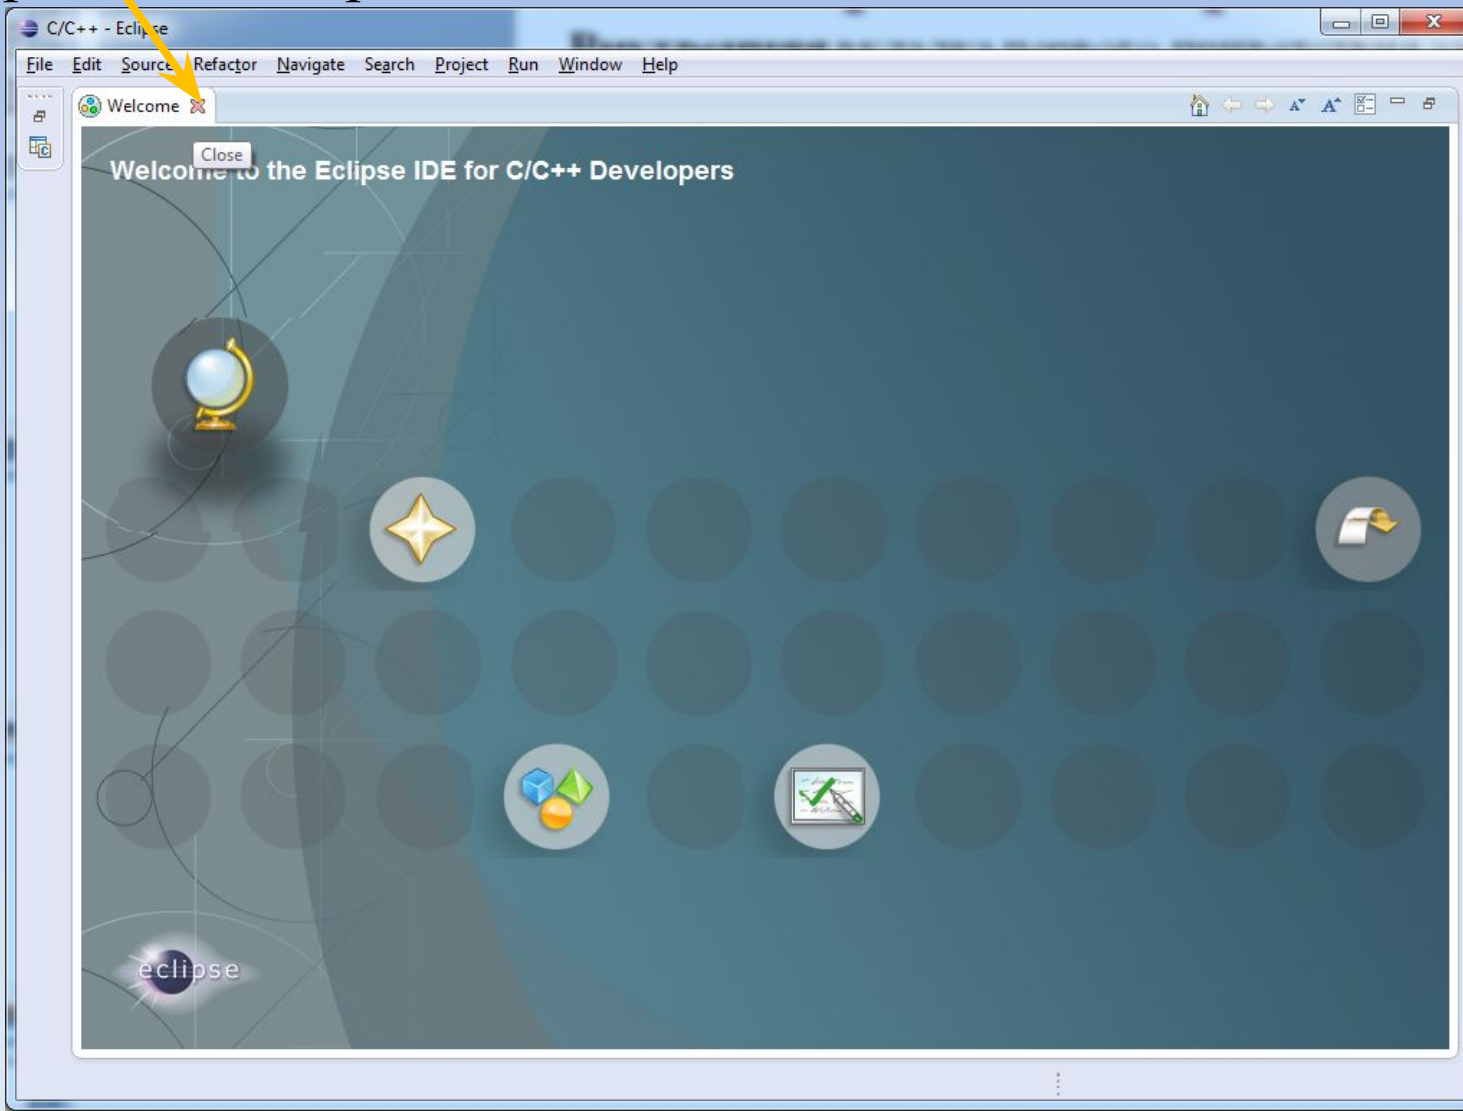 C/C++ - Eclipse
File Edit Source Refactor Navigate Search Project Run Window Help
Welcome
Close
Welcome to the Eclipse IDE for C/C++ Developers
eclipse